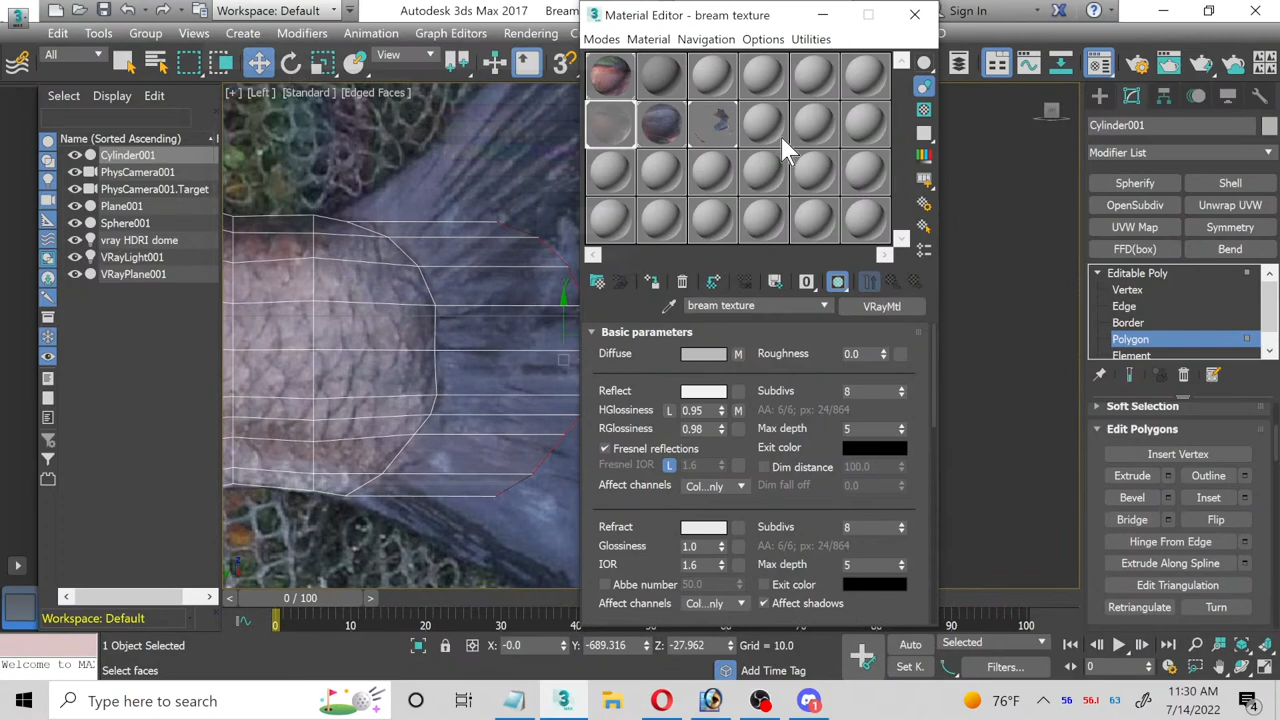 Autodesk 3ds Max 2017
Bream
Material Editor - bream texture
Sign In
Edit
Tools
Group
Views
Create
Modifiers
Animation
Graph Editors
Rendering
Modes
Material
Navigation
Options
Utilities
All
View
Select
Display
Edit
[+] [Left] [Standard] [Edged Faces]
Name (Sorted Ascending)
Cylinder001
PhysCamera001
PhysCamera001.Target
Plane001
Sphere001
vray HDRI dome
VRayLight001
VRayPlane001
bream texture
VRayMtl
Basic parameters
Diffuse
M
Roughness
0.0
Reflect
Subdivs
8
HGlossiness
L
0.95
M
AA: 6/6; px: 24/864
RGlossiness
0.98
Max depth
5
Fresnel reflections
Exit color
Fresnel IOR
L
1.6
Dim distance
100.0
Affect channels
Col...nly
Dim fall off
0.0
Refract
Subdivs
8
Glossiness
1.0
AA: 6/6; px: 24/864
IOR
1.6
Max depth
5
Abbe number
50.0
Exit color
Affect channels
Col...nly
Affect shadows
Cylinder001
Modifier List
Spherify
Shell
OpenSubdiv
Unwrap UVW
UVW Map
Symmetry
FFD(box)
Bend
Editable Poly
Vertex
Edge
Border
Polygon
Element
Soft Selection
Edit Polygons
Insert Vertex
Extrude
Outline
Bevel
Inset
Bridge
Flip
Hinge From Edge
Extrude Along Spline
Edit Triangulation
Retriangulate
Turn
0 / 100
Workspace: Default
0
10
20
30
100
1 Object Selected
X: -0.0
Y: -689.316
Z: -27.962
Grid = 10.0
Auto
Selected
Welcome to MAX
Select faces
Add Time Tag
Set K.
Filters...
0
Type here to search
76°F
56
56.I
63
11:30 AM
7/14/2022
4
1